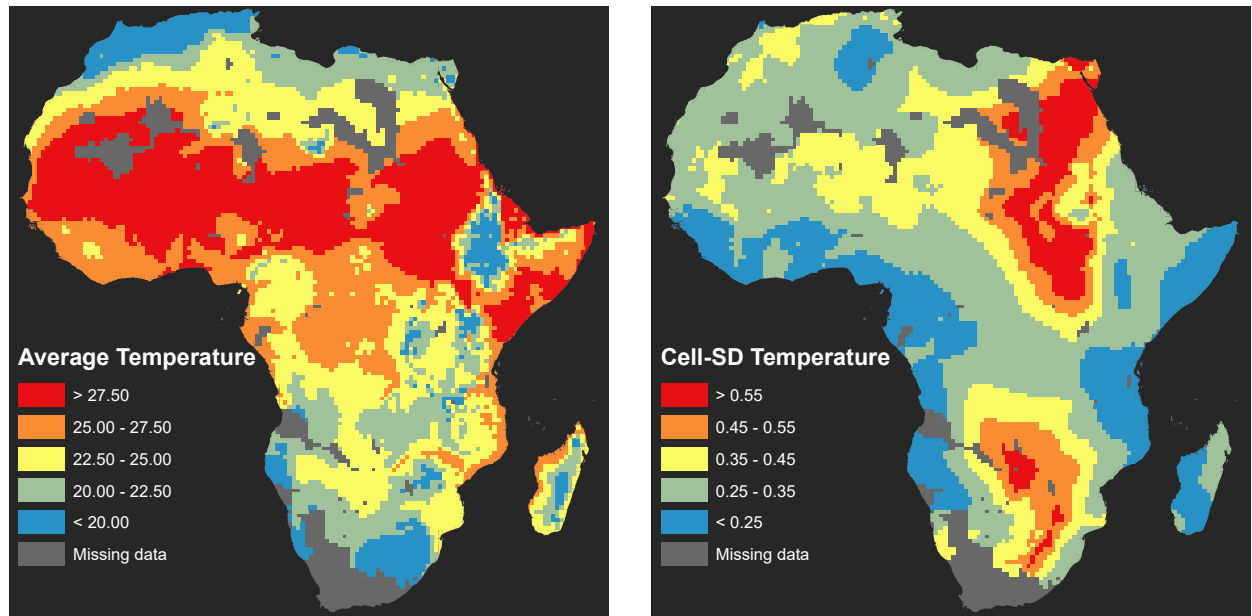 Average Temperature
> 27.50
25.00 - 27.50
22.50 - 25.00
20.00 - 22.50
< 20.00
Missing data
Cell-SD Temperature
> 0.55
0.45 - 0.55
0.35 - 0.45
0.25 - 0.35
< 0.25
Missing data